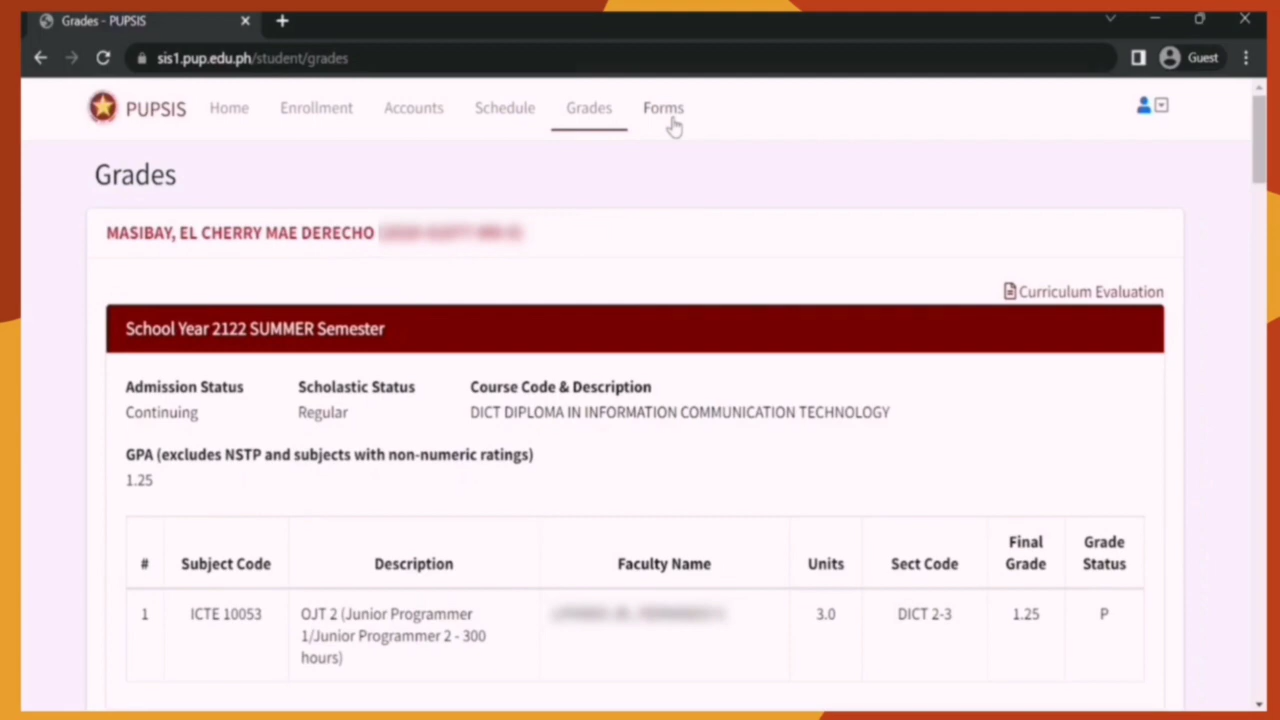 Grades - PUPSIS
sis1.pup.edu.ph/student/grades
Guest
PUPSIS Home Enrollment Accounts Schedule Grades Forms
Grades
MASIBAY, EL CHERRY MAE DERECHO
Curriculum Evaluation
School Year 2122 SUMMER Semester
Admission Status Scholastic Status Course Code & Description
Continuing Regular DICT DIPLOMA IN INFORMATION COMMUNICATION TECHNOLOGY
GPA (excludes NSTP and subjects with non-numeric ratings)
1.25
# Subject Code Description Faculty Name Units Sect Code Final Grade Grade Status
1 ICTE 10053 OJT 2 (Junior Programmer 3.0 DICT 2-3 1.25 P
1/Junior Programmer 2 - 300
hours)